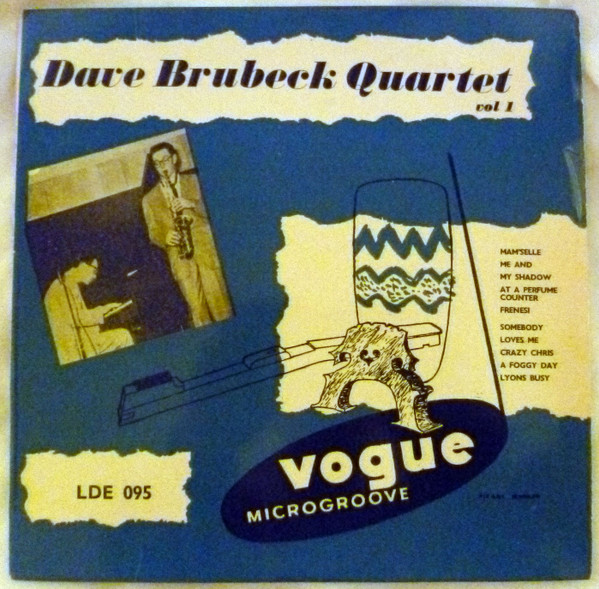 Dave Brubeck Quartet
vol 1
MAM'SELLE
ME AND
MY SHADOW
AT A PERFUME
COUNTER
FRENESI
SOMEBODY
LOVES ME
CRAZY CHRIS
A FOGGY DAY
LYONS BUSY
vogue
MICROGROOVE
LDE 095